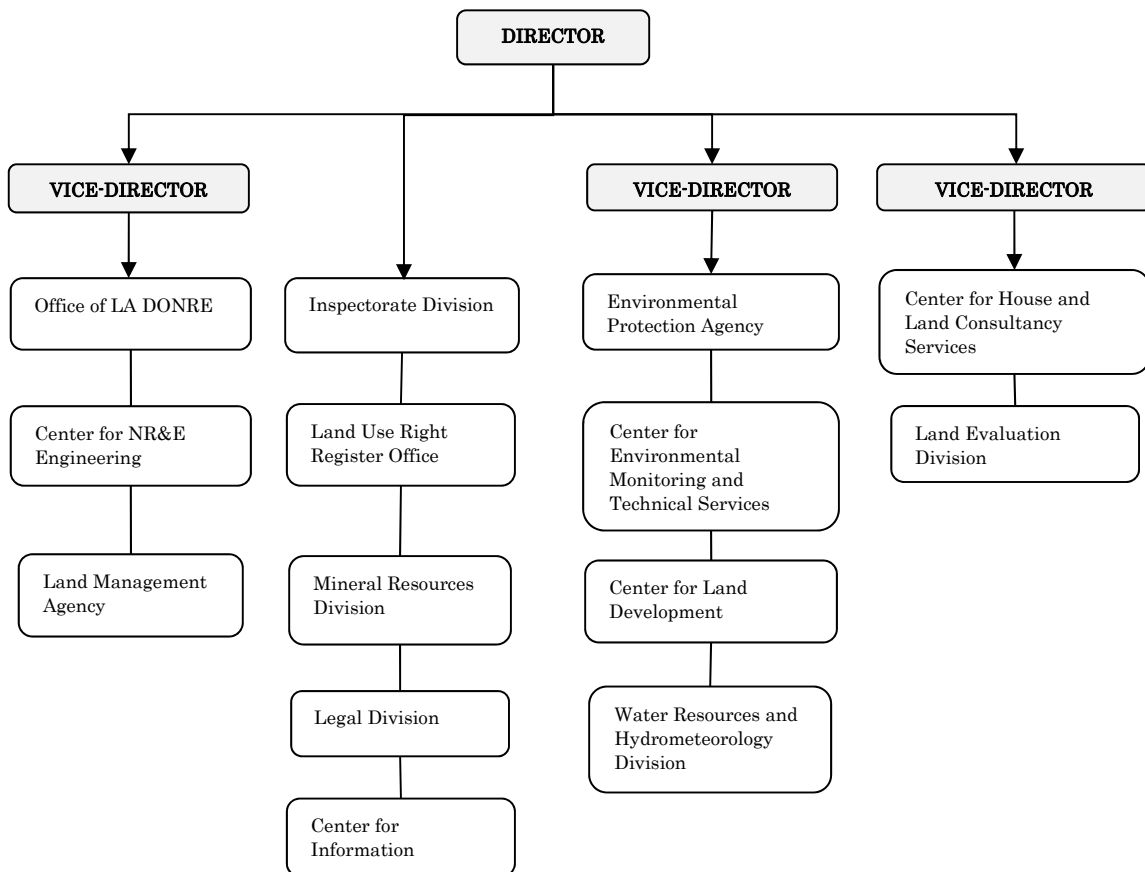 DIRECTOR
VICE-DIRECTOR
VICE-DIRECTOR
VICE-DIRECTOR
Office of LA DONRE
Center for NR&E
Engineering
Land Management
Agency
Inspectorate Division
Land Use Right
Register Office
Mineral Resources
Division
Legal Division
Center for
Information
Environmental
Protection Agency
Center for
Environmental
Monitoring and
Technical Services
Center for Land
Development
Water Resources and
Hydrometeorology
Division
Center for House and
Land Consultancy
Services
Land Evaluation
Division